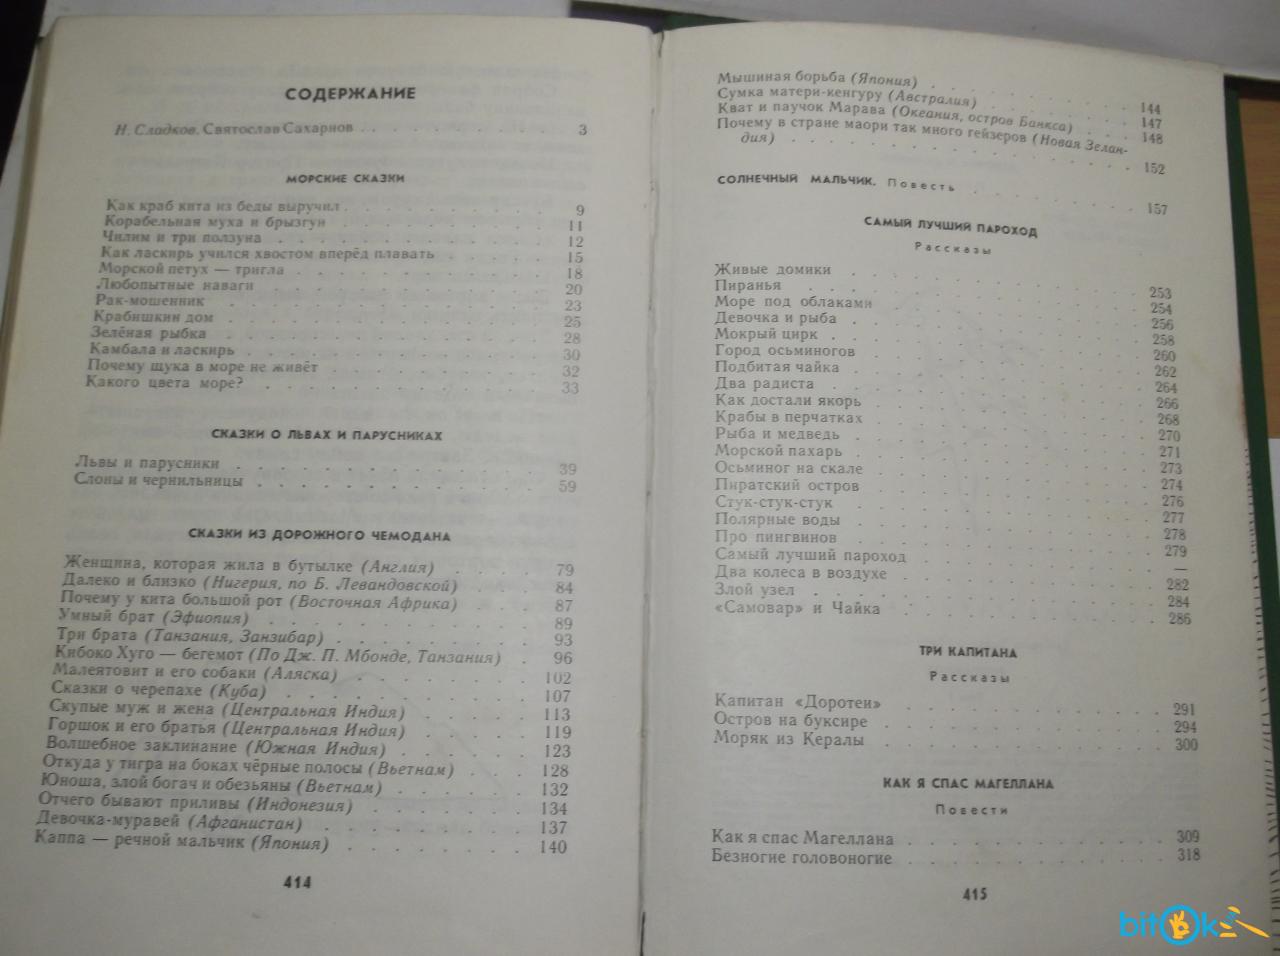 СОДЕРЖАНИЕ
Н. Сладков. Святослав Сахарнов . . . 3
МОРСКИЕ СКАЗКИ
Как краб кита из беды выручил . . . 9
Корабельная муха и брызгун . . . 11
Чилим и три ползуна . . . 12
Как ласкирь учился хвостом вперёд плавать . . . 15
Морской петух — тригла . . . 18
Любопытные наваги . . . 20
Рак-мошенник . . . 23
Крабишкин дом . . . 25
Зелёная рыбка . . . 28
Камбала и ласкирь . . . 30
Почему щука в море не живёт . . . 32
Какого цвета море? . . . 33
СКАЗКИ О ЛЬВАХ И ПАРУСНИКАХ
Львы и парусники . . . 39
Слоны и чернильницы . . . 59
СКАЗКИ ИЗ ДОРОЖНОГО ЧЕМОДАНА
Женщина, которая жила в бутылке (Англия) . . . 79
Далеко и близко (Нигерия, по Б. Левандовской) . . . 84
Почему у кита большой рот (Восточная Африка) . . . 87
Умный брат (Эфиопия) . . . 89
Три брата (Танзания, Занзибар) . . . 93
Кибоко Хуго — бегемот (По Дж. П. Мбонде, Танзания) . 96
Малеятовит и его собаки (Аляска) . . . 102
Сказки о черепахе (Куба) . . . 107
Скупые муж и жена (Центральная Индия) . . . 113
Горшок и его братья (Центральная Индия) . . . 119
Волшебное заклинание (Южная Индия) . . . 123
Откуда у тигра на боках чёрные полосы (Вьетнам) . . . 128
Юноша, злой богач и обезьяны (Вьетнам) . . . 132
Отчего бывают приливы (Индонезия) . . . 134
Девочка-муравей (Афганистан) . . . 137
Каппа — речной мальчик (Япония) . . . 140
414
Мышиная борьба (Япония) . . . 144
Сумка матери-кенгуру (Австралия) . . . 147
Кват и паучок Марава (Океания, остров Банкса) . . . 148
Почему в стране маори так много гейзеров (Новая Зелан-
дия) . . . 152
СОЛНЕЧНЫЙ МАЛЬЧИК. Повесть . . . 157
САМЫЙ ЛУЧШИЙ ПАРОХОД
Рассказы
Живые домики . . . 253
Пиранья . . . 254
Море под облаками . . . 256
Девочка и рыба . . . 258
Мокрый цирк . . . 260
Город осьминогов . . . 262
Подбитая чайка . . . 264
Два радиста . . . 266
Как достали якорь . . . 268
Крабы в перчатках . . . 270
Рыба и медведь . . . 271
Морской пахарь . . . 273
Осьминог на скале . . . 274
Пиратский остров . . . 276
Стук-стук-стук . . . 277
Полярные воды . . . 278
Про пингвинов . . . 279
Самый лучший пароход . . . —
Два колеса в воздухе . . . 282
Злой узел . . . 284
«Самовар» и Чайка . . . 286
ТРИ КАПИТАНА
Рассказы
Капитан «Доротеи» . . . 291
Остров на буксире . . . 294
Моряк из Кералы . . . 300
КАК Я СПАС МАГЕЛЛАНА
Повести
Как я спас Магеллана . . . 309
Безногие головоногие . . . 318
415
bitOk